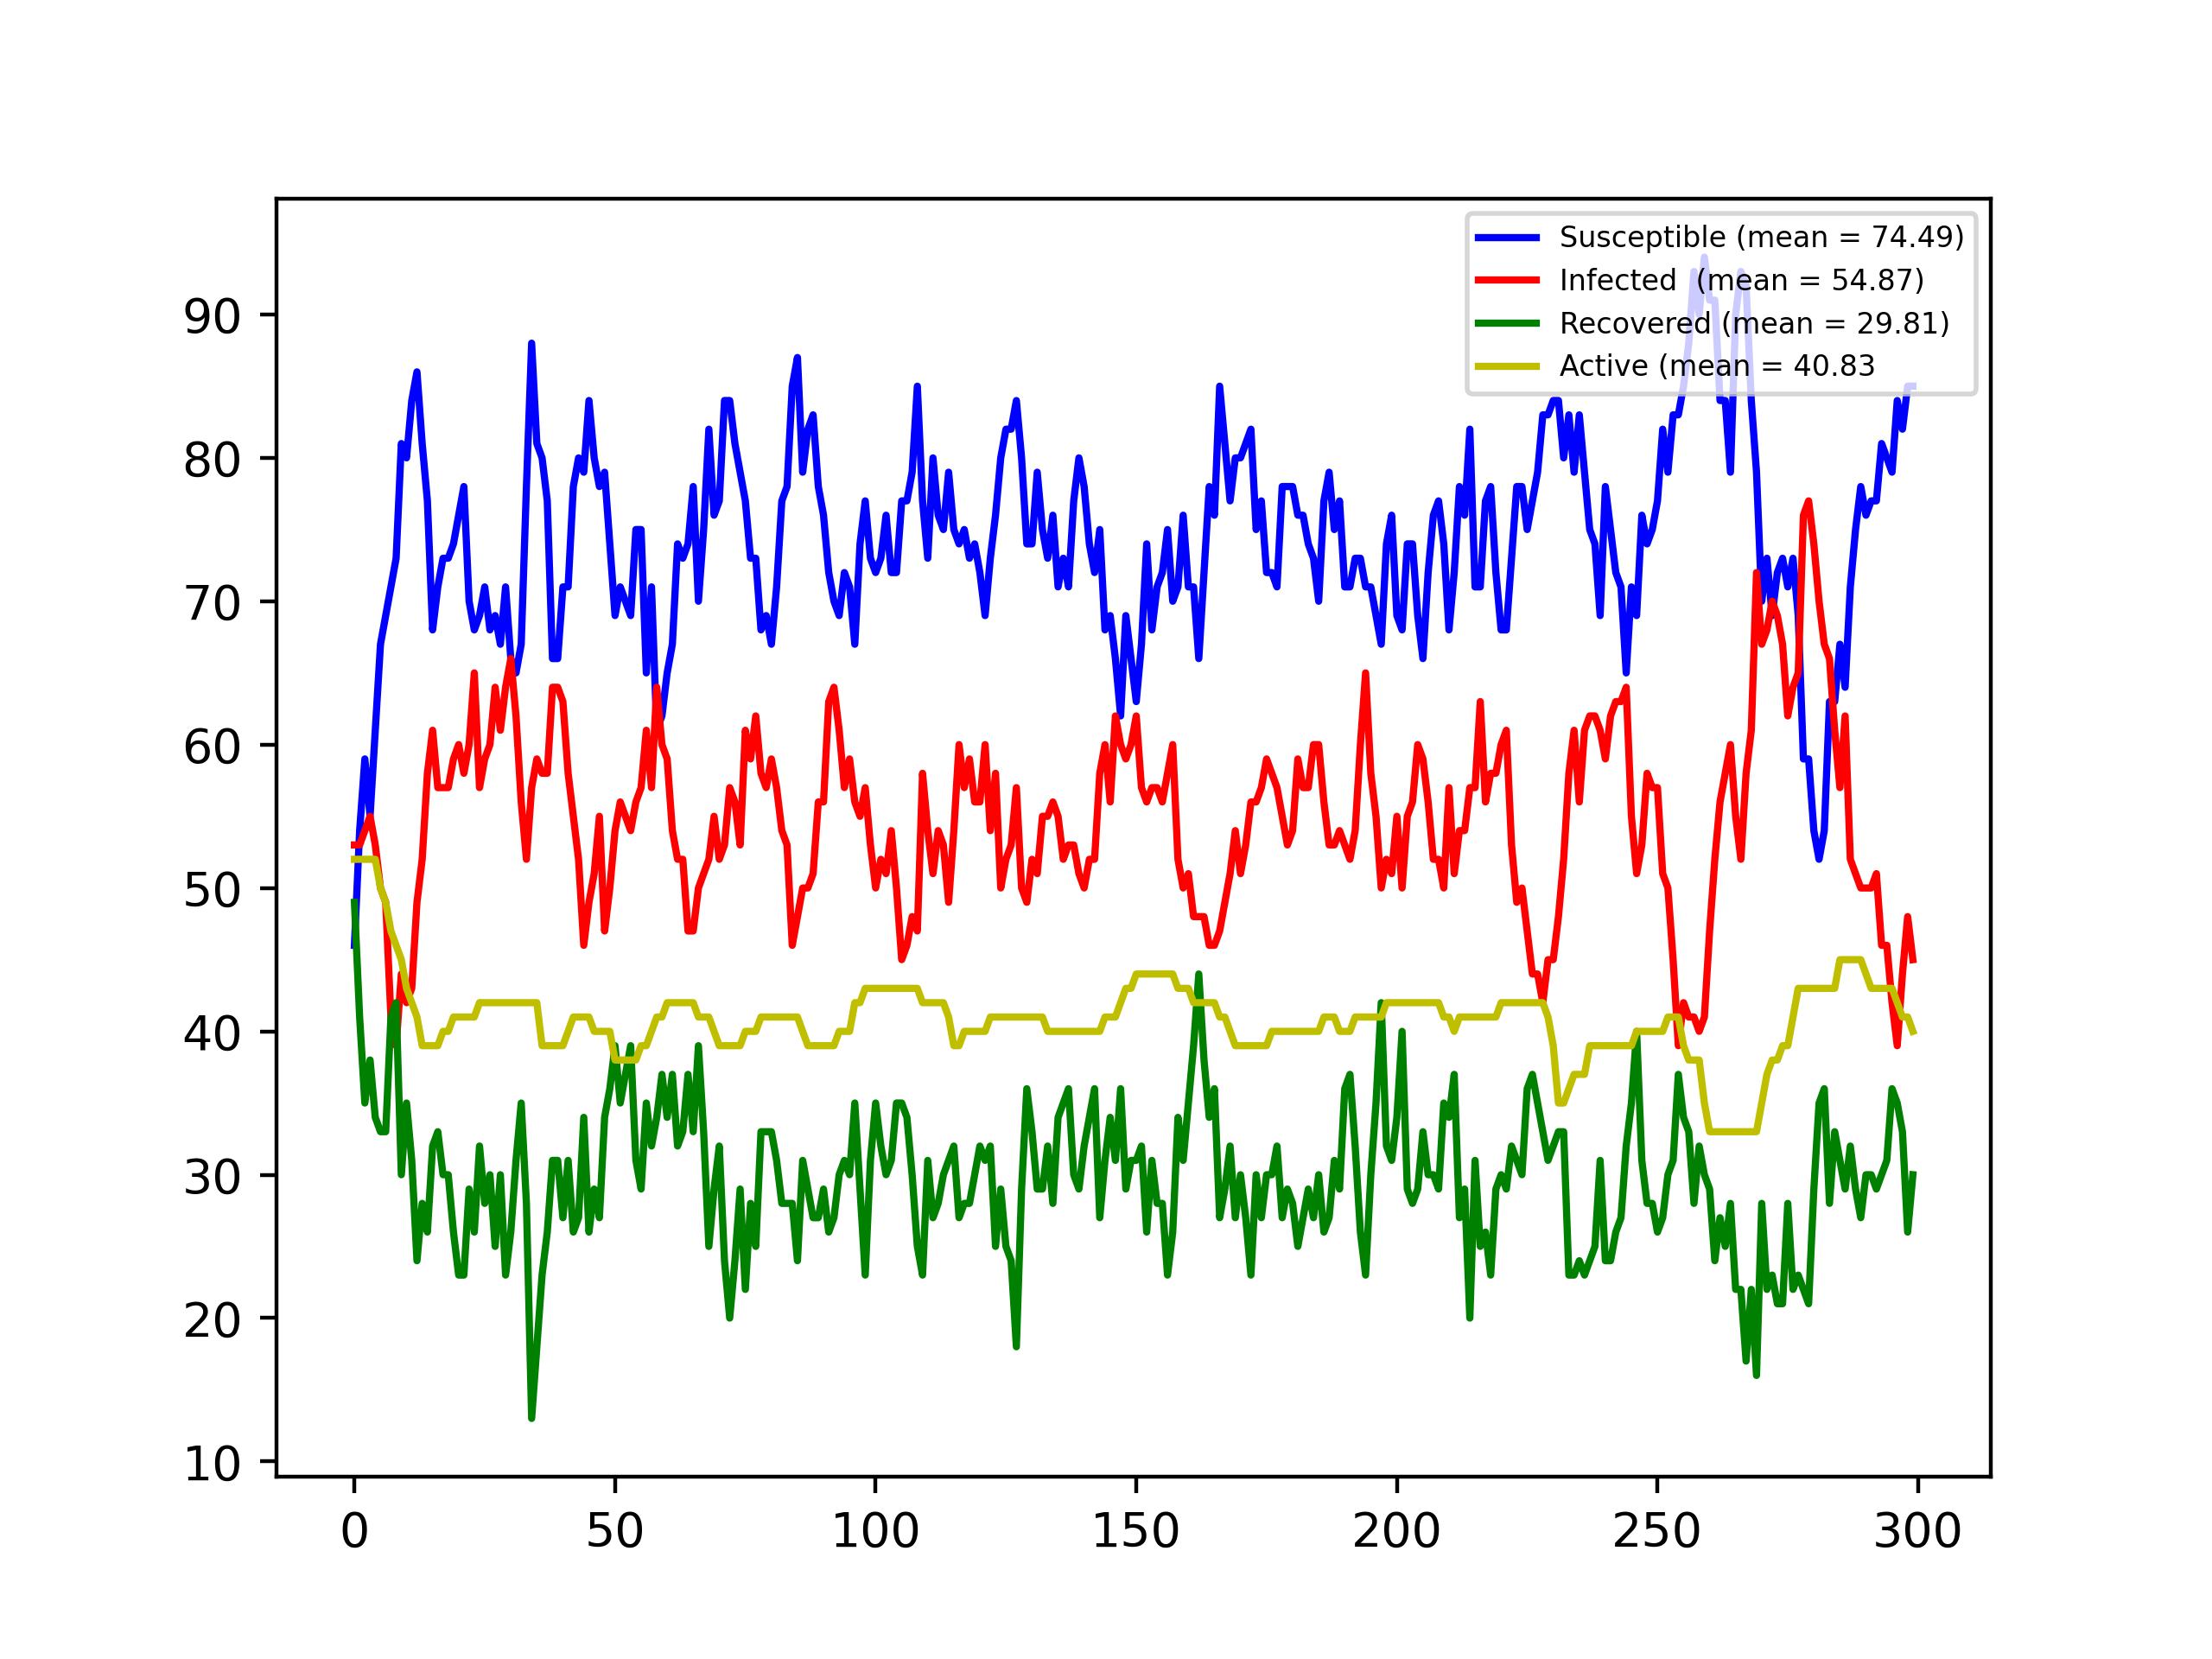 Susceptible (mean = 74.49)
Infected  (mean = 54.87)
Recovered (mean = 29.81)
Active (mean = 40.83
90
80
70
60
50
40
30
20
10
0 50 100 150 200 250 300